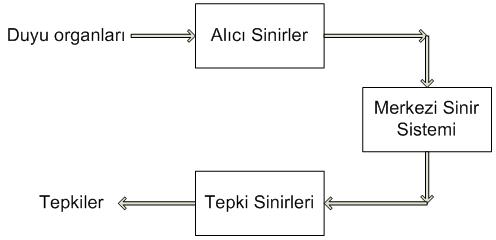 Duyu organları
Alıcı Sinirler
Merkezi Sinir
Sistemi
Tepki Sinirleri
Tepkiler